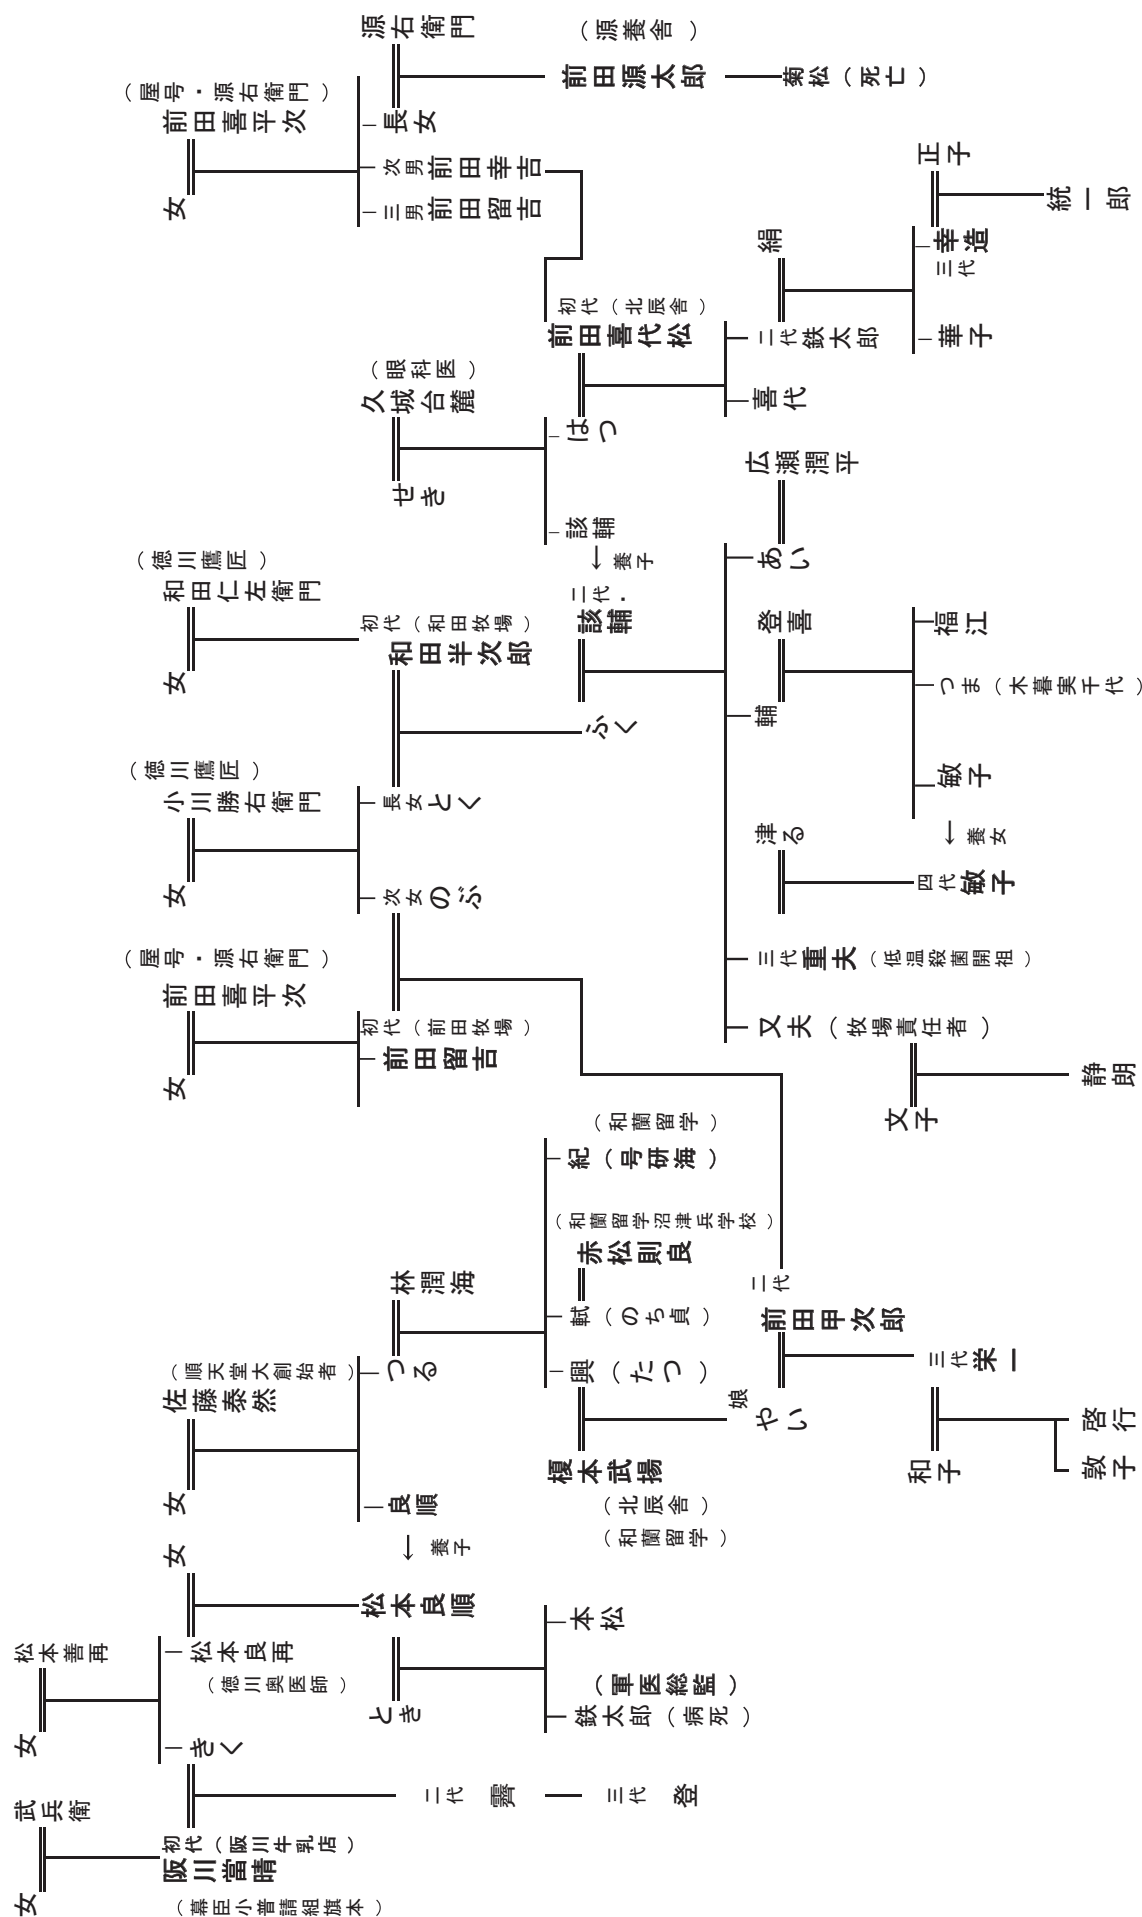 源右衛門
（源養舎）
前田源太郎
菊松（死亡）
（屋号・源右衛門）
前田喜平次
女
長女
次男 前田幸吉
三男 前田留吉
正子
統一郎
幸造
三代
絹
華子
初代（北辰舎）
前田喜代松
二代 鉄太郎
喜代
（眼科医）
久城台麓
せき
はつ
該輔
←養子
広瀬潤平
あい
（徳川鷹匠）
和田仁左衛門
女
初代（和田牧場）
和田半次郎
二代・
該輔
登喜
福江
つま（木暮実千代）
輔
ふく
敏子
←養女
（徳川鷹匠）
小川勝右衛門
女
長女 とく
次女 のぶ
津る
四代 敏子
三代 重夫（低温殺菌開祖）
又夫（牧場責任者）
文子
静朗
（屋号・源右衛門）
前田喜平次
女
初代（前田牧場）
前田留吉
（和蘭留学）
紀（号研海）
（和蘭留学沼津兵学校）
赤松則良
林潤海
軾（のち貞）
興（たつ）
二代
前田甲次郎
三代 栄一
娘
やい
和子
啓行
敦子
（順天堂大創始者）
佐藤泰然
女
つる
良順
←養子
榎本武揚
（北辰舎）
（和蘭留学）
女
松本良順
とき
本松
（軍医総監）
鉄太郎（病死）
松本善再
女
松本良再
（徳川奥医師）
きく
二代 霽
三代 登
武兵衛
女
初代（阪川牛乳店）
阪川當晴
（幕臣小普請組旗本）